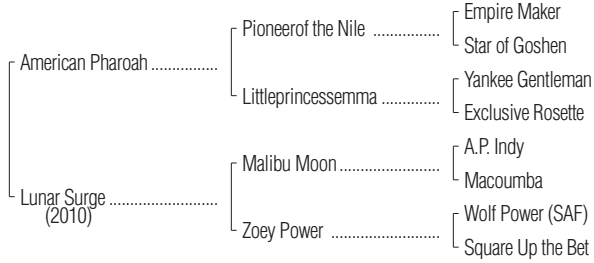 Empire Maker
Pioneerof the Nile ................
Star of Goshen
American Pharoah ................
Yankee Gentleman
Littleprincessemma ..............
Exclusive Rosette
A.P. Indy
Malibu Moon ........................
Macoumba
Lunar Surge ..........................
(2010)
Wolf Power (SAF)
Zoey Power ..........................
Square Up the Bet